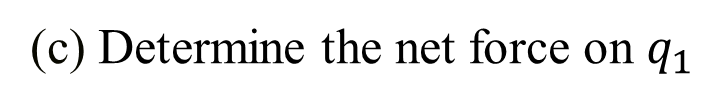 (c) Determine the net force on q₁